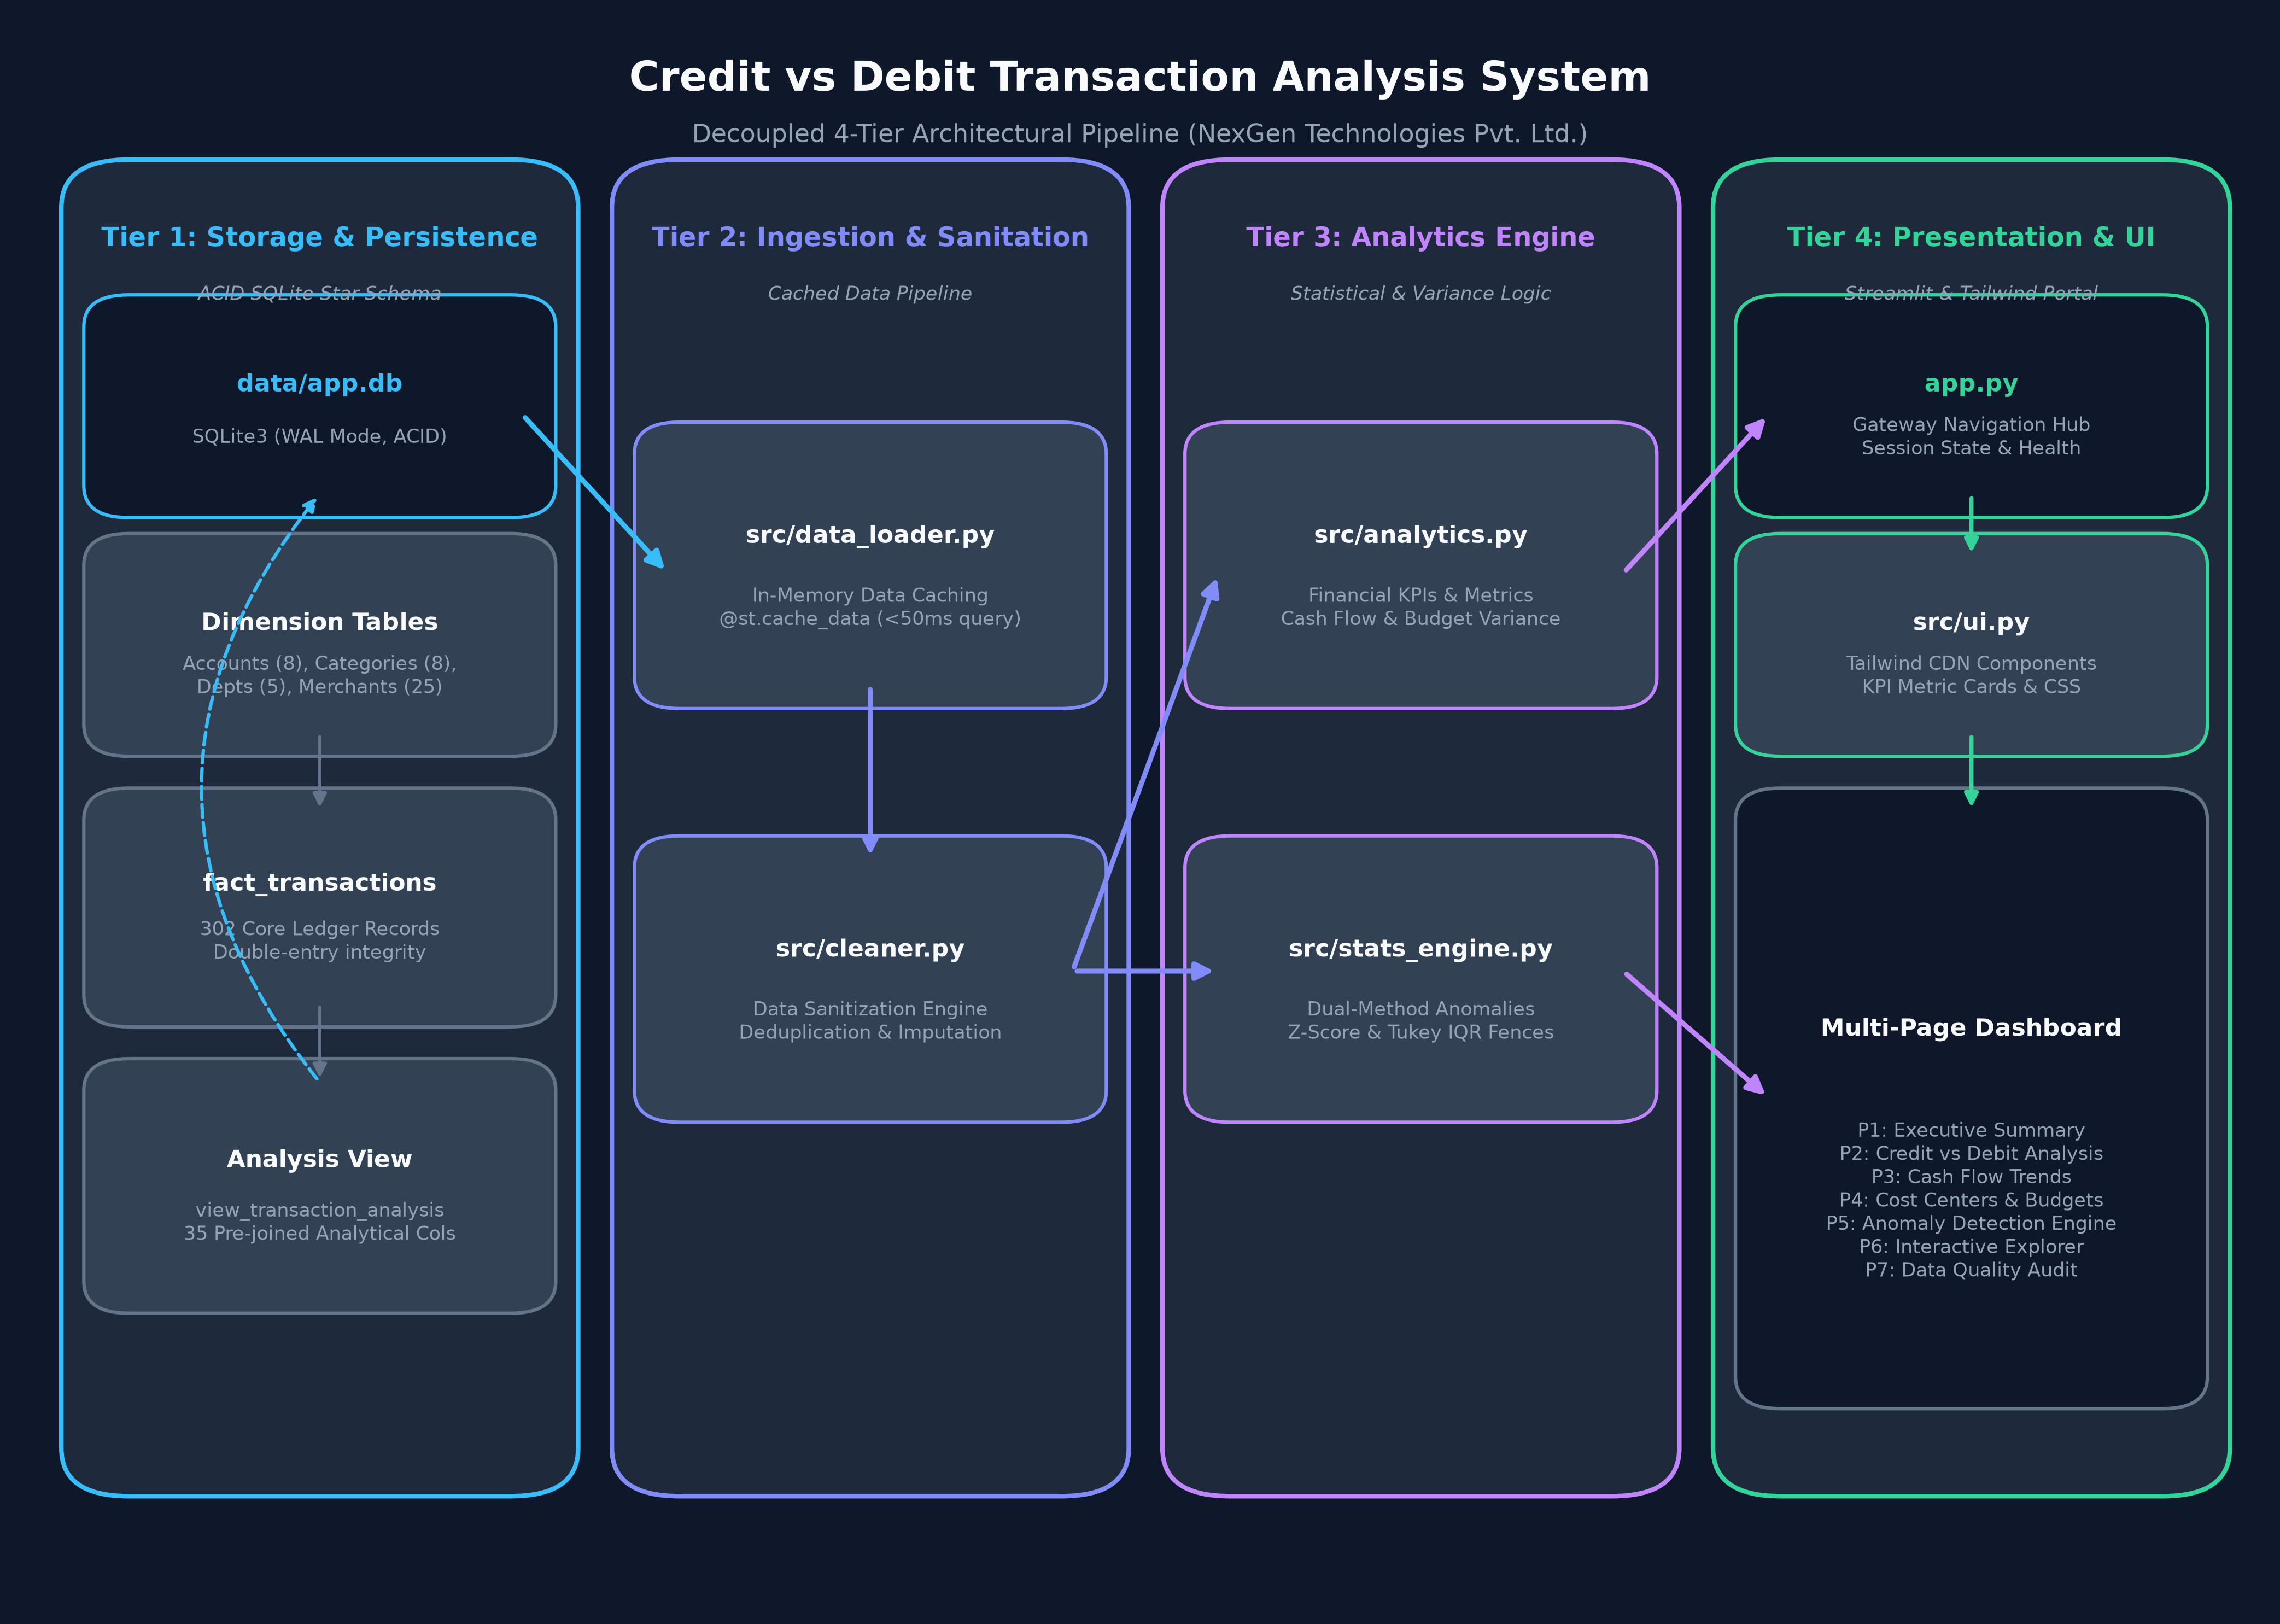 Credit vs Debit Transaction Analysis System
Decoupled 4-Tier Architectural Pipeline (NexGen Technologies Pvt. Ltd.)
Tier 1: Storage & Persistence
ACID SQLite Star Schema
data/app.db
SQLite3 (WAL Mode, ACID)
Dimension Tables
Accounts (8), Categories (8),
Depts (5), Merchants (25)
fact_transactions
302 Core Ledger Records
Double-entry integrity
Analysis View
view_transaction_analysis
35 Pre-joined Analytical Cols
Tier 2: Ingestion & Sanitation
Cached Data Pipeline
src/data_loader.py
In-Memory Data Caching
@st.cache_data (<50ms query)
src/cleaner.py
Data Sanitization Engine
Deduplication & Imputation
Tier 3: Analytics Engine
Statistical & Variance Logic
src/analytics.py
Financial KPIs & Metrics
Cash Flow & Budget Variance
src/stats_engine.py
Dual-Method Anomalies
Z-Score & Tukey IQR Fences
Tier 4: Presentation & UI
Streamlit & Tailwind Portal
app.py
Gateway Navigation Hub
Session State & Health
src/ui.py
Tailwind CDN Components
KPI Metric Cards & CSS
Multi-Page Dashboard
P1: Executive Summary
P2: Credit vs Debit Analysis
P3: Cash Flow Trends
P4: Cost Centers & Budgets
P5: Anomaly Detection Engine
P6: Interactive Explorer
P7: Data Quality Audit